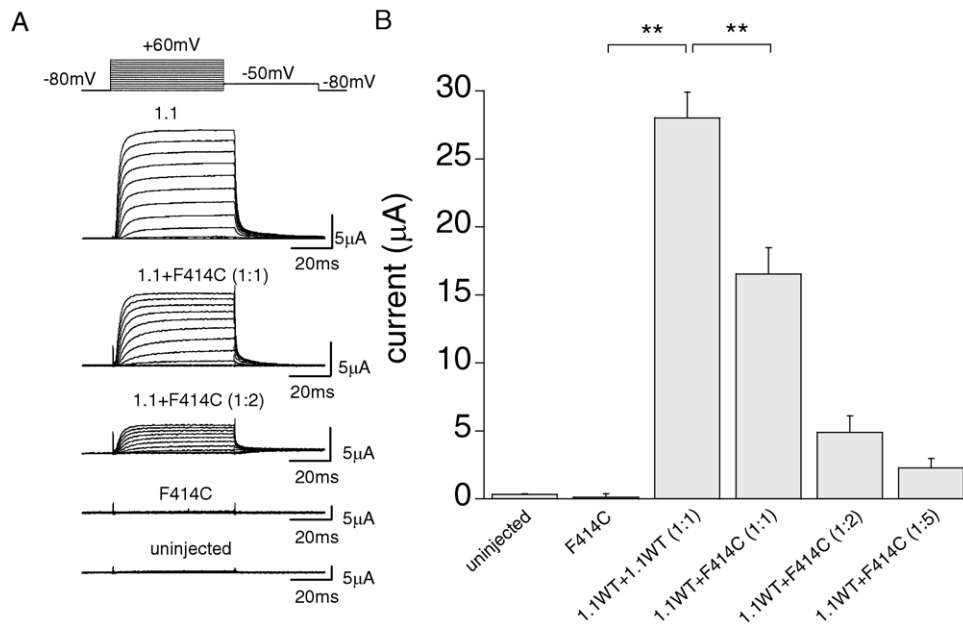 A
+60mV
-80mV
-50mV
-80mV
1.1
5µA
20ms
1.1+F414C (1:1)
5µA
20ms
1.1+F414C (1:2)
5µA
20ms
F414C
5µA
20ms
uninjected
5µA
20ms
B
**
**
current (µA)
30
25
20
15
10
5
0
uninjected
F414C
1.1WT+1.1WT (1:1)
1.1WT+F414C (1:1)
1.1WT+F414C (1:2)
1.1WT+F414C (1:5)